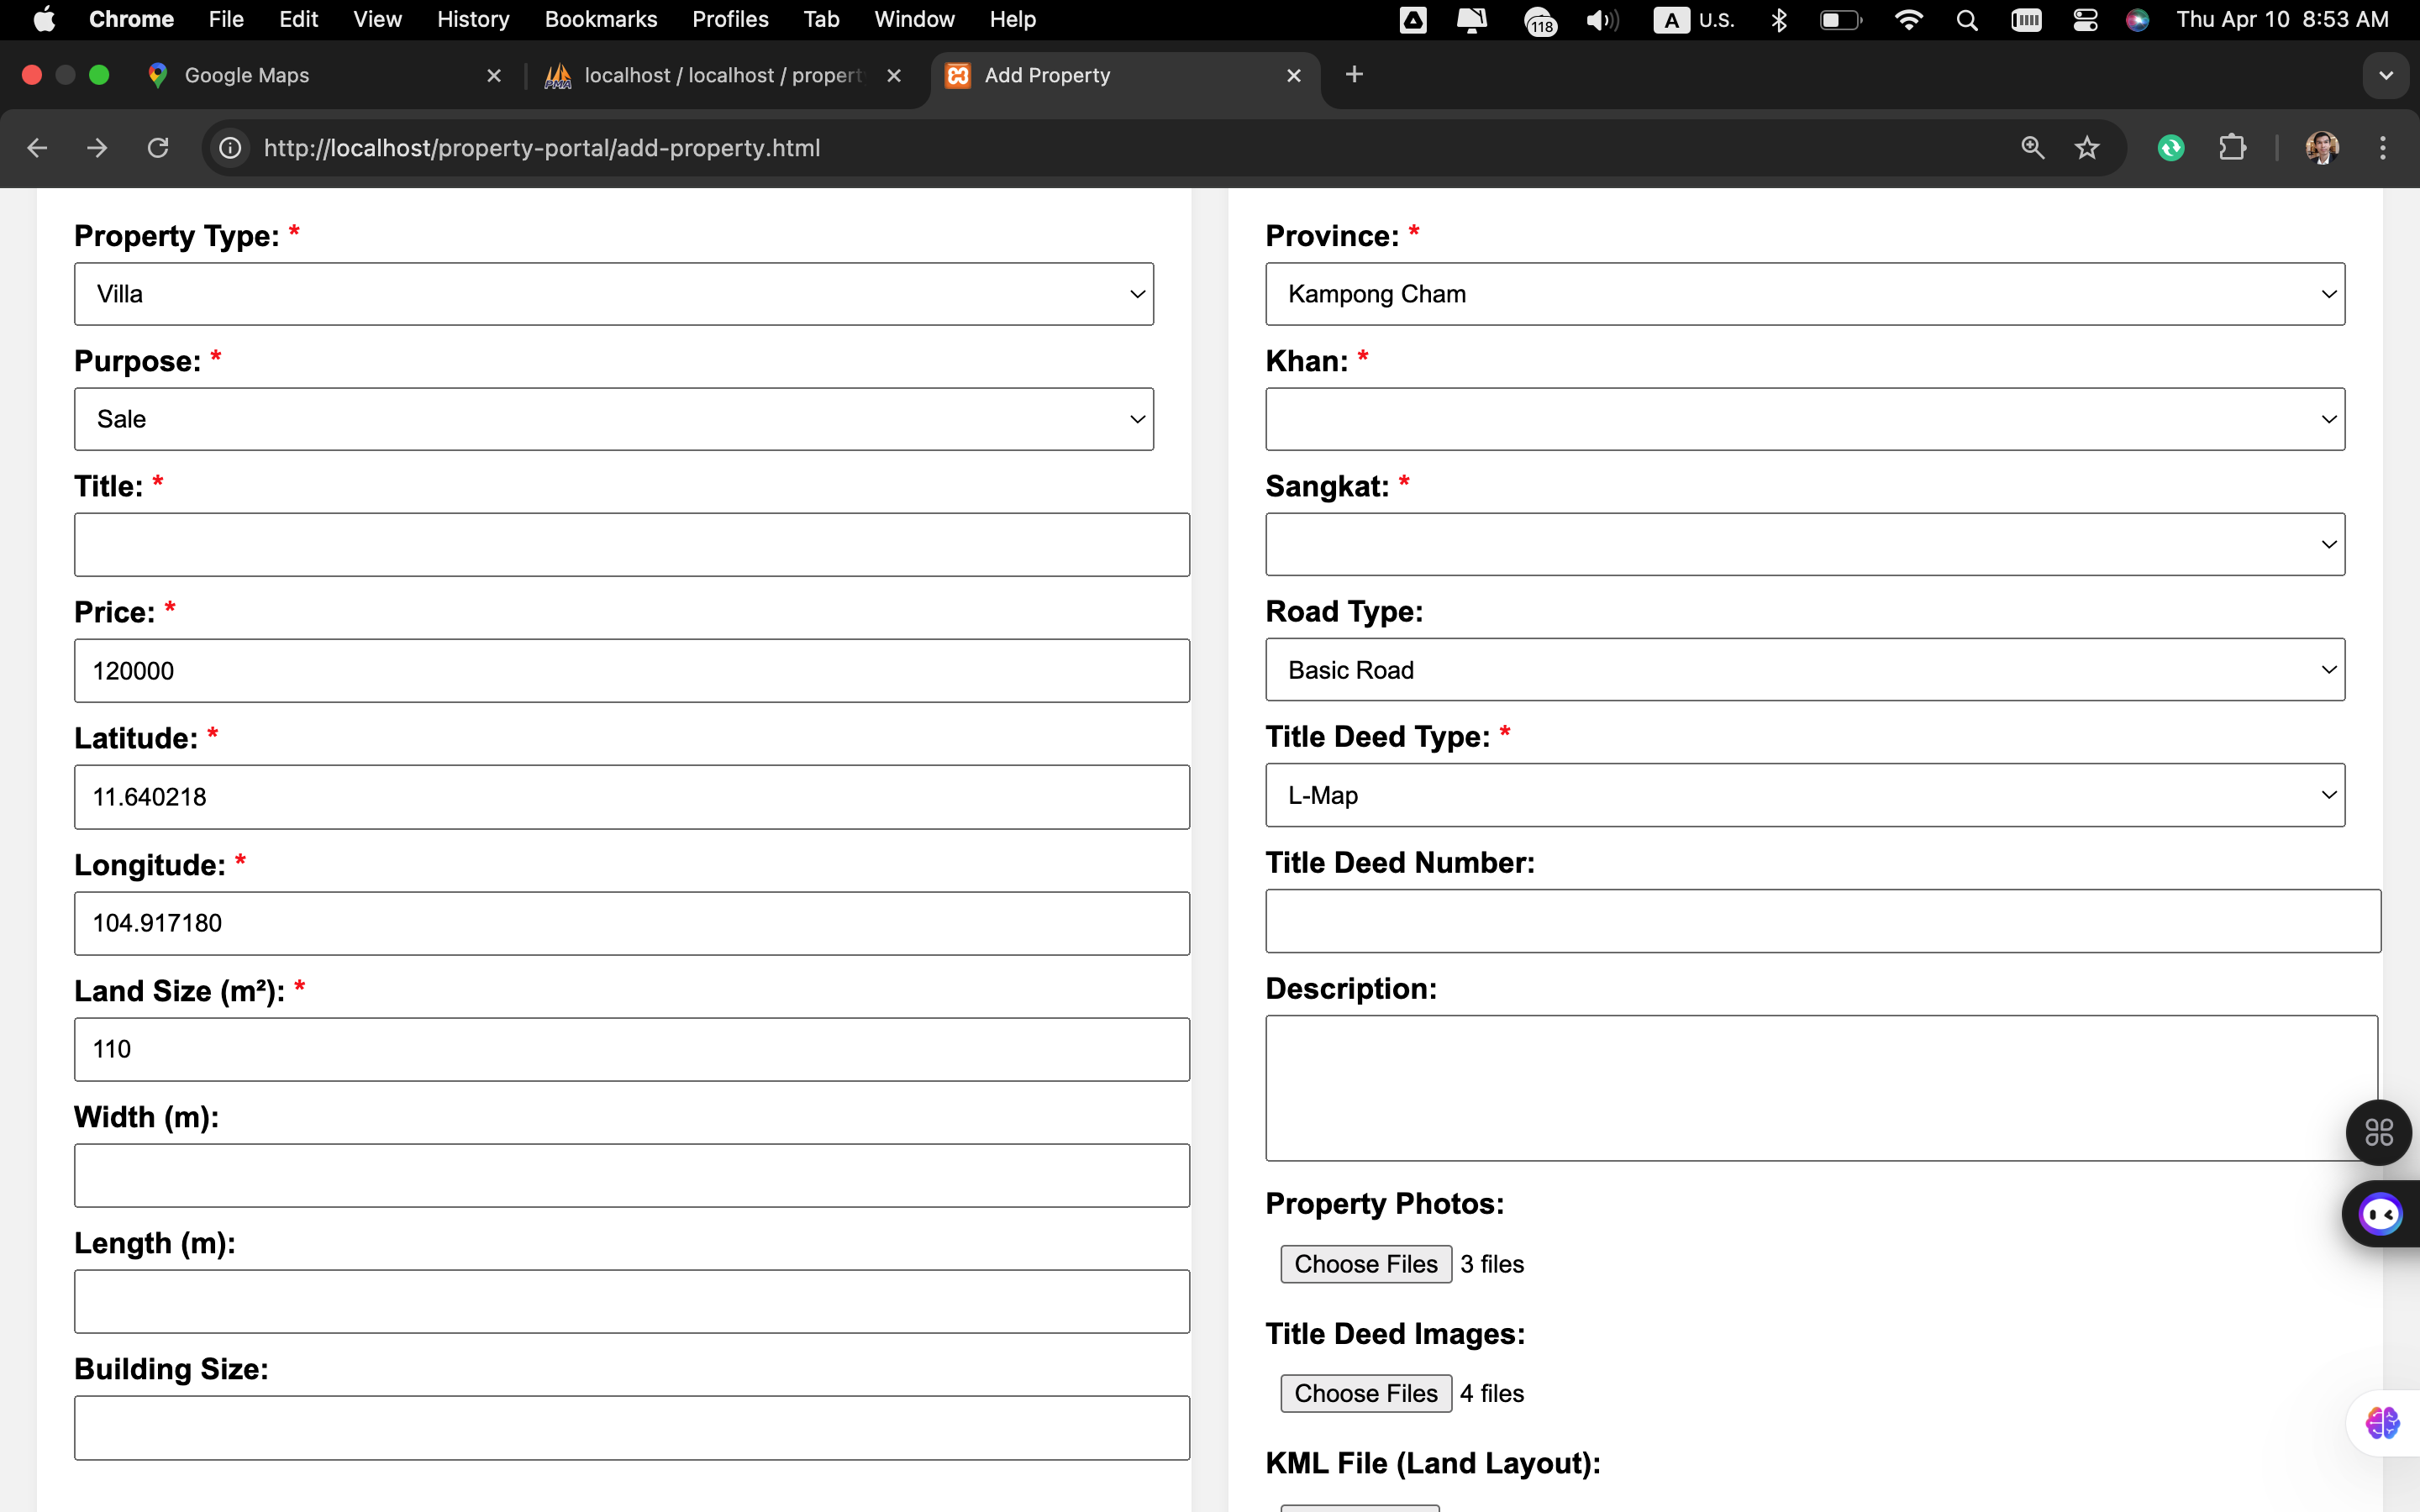 Chrome File Edit View History Bookmarks Profiles Tab Window Help 118 A U.S. Thu Apr 10 8:53 AM
Google Maps localhost / localhost / propert Add Property
http://localhost/property-portal/add-property.html
Property Type: *
Villa
Purpose: *
Sale
Title: *
Price: *
120000
Latitude: *
11.640218
Longitude: *
104.917180
Land Size (m²): *
110
Width (m):
Length (m):
Building Size:
Province: *
Kampong Cham
Khan: *
Sangkat: *
Road Type:
Basic Road
Title Deed Type: *
L-Map
Title Deed Number:
Description:
Property Photos:
Choose Files 3 files
Title Deed Images:
Choose Files 4 files
KML File (Land Layout):